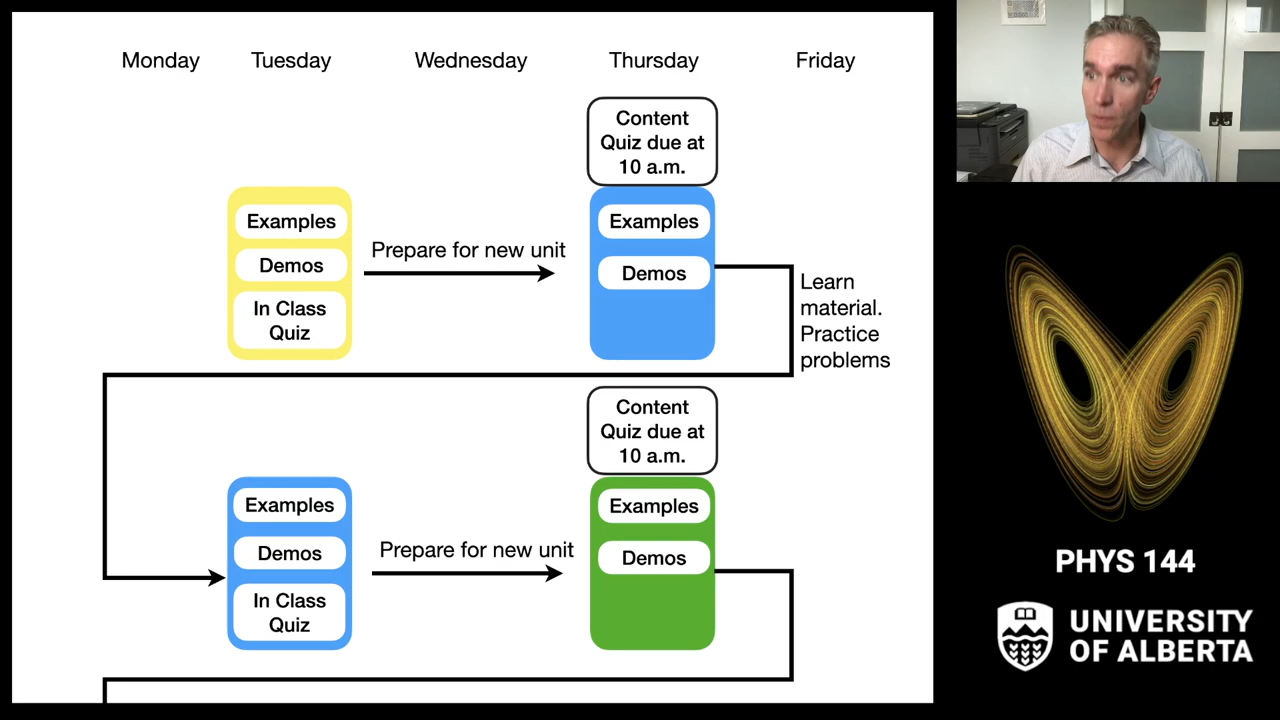 Monday Tuesday Wednesday Thursday Friday
Content
Quiz due at
10 a.m.
Examples
Demos
In Class
Quiz
Prepare for new unit
Examples
Demos
Learn
material.
Practice
problems
Content
Quiz due at
10 a.m.
Examples
Demos
In Class
Quiz
Prepare for new unit
Examples
Demos
PHYS 144
UNIVERSITY
OF ALBERTA